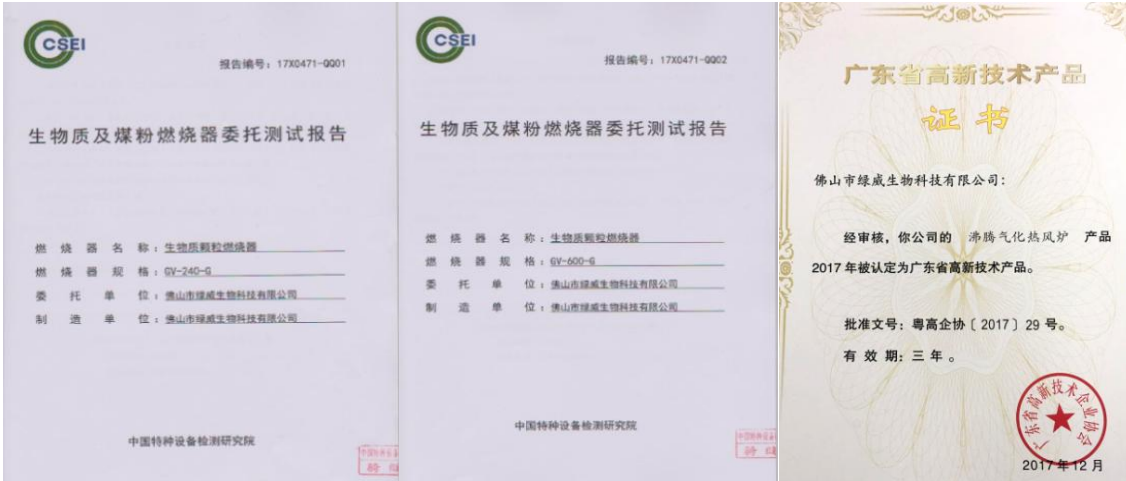 CSEI
报告编号：17X0471-QQ01
生物质及煤粉燃烧器委托测试报告
燃烧器名称：生物质颗粒燃烧器
燃烧器规格：GV-240-G
委托单位：佛山市绿威生物科技有限公司
制造单位：佛山市绿威生物科技有限公司
中国特种设备检测研究院
CSEI
报告编号：17X0471-QQ02
生物质及煤粉燃烧器委托测试报告
燃烧器名称：生物质颗粒燃烧器
燃烧器规格：GV-600-G
委托单位：佛山市绿威生物科技有限公司
制造单位：佛山市绿威生物科技有限公司
中国特种设备检测研究院
广东省高新技术产品
证书
佛山市绿威生物科技有限公司：
经审核，你公司的 沸腾气化热风炉 产品
2017年被认定为广东省高新技术产品。
批准文号：粤高企协〔2017〕29号。
有效期：三年。
广东省高新技术企业协会
2017年12月